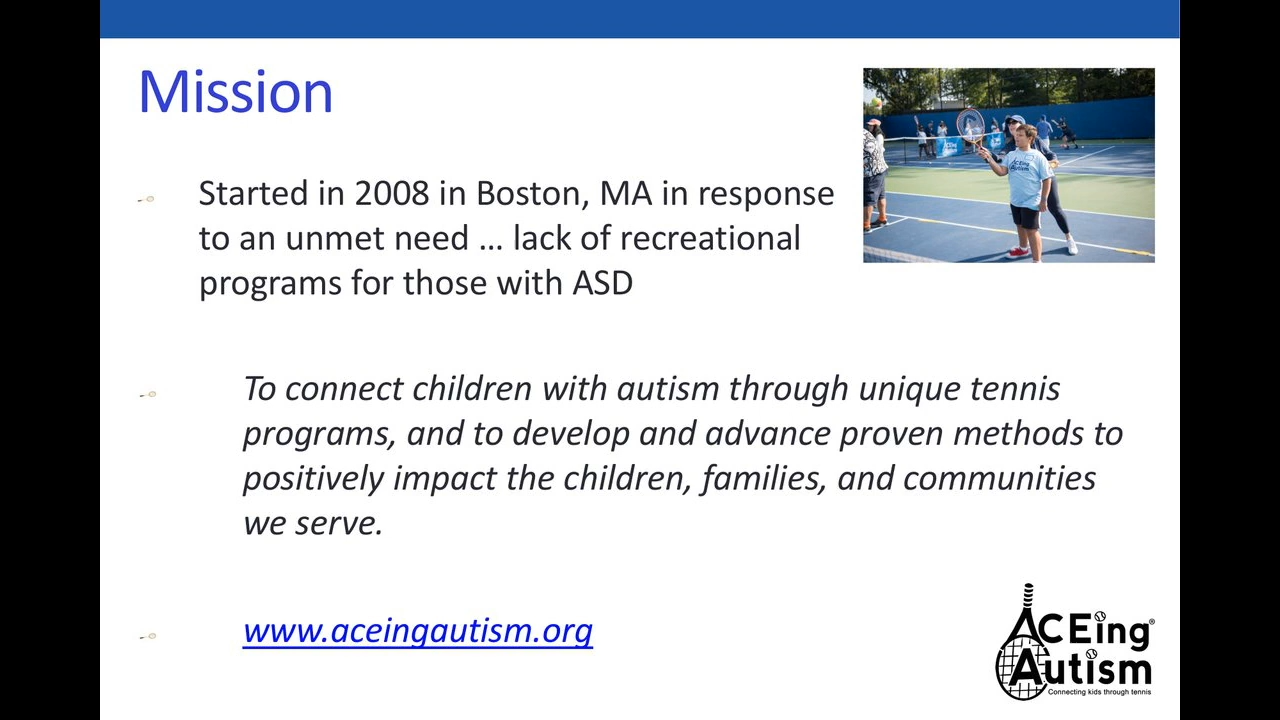 Mission
Started in 2008 in Boston, MA in response
to an unmet need … lack of recreational
programs for those with ASD
To connect children with autism through unique tennis
programs, and to develop and advance proven methods to
positively impact the children, families, and communities
we serve.
www.aceingautism.org
ACEing
Autism
ACEing®
Autism
Connecting kids through tennis